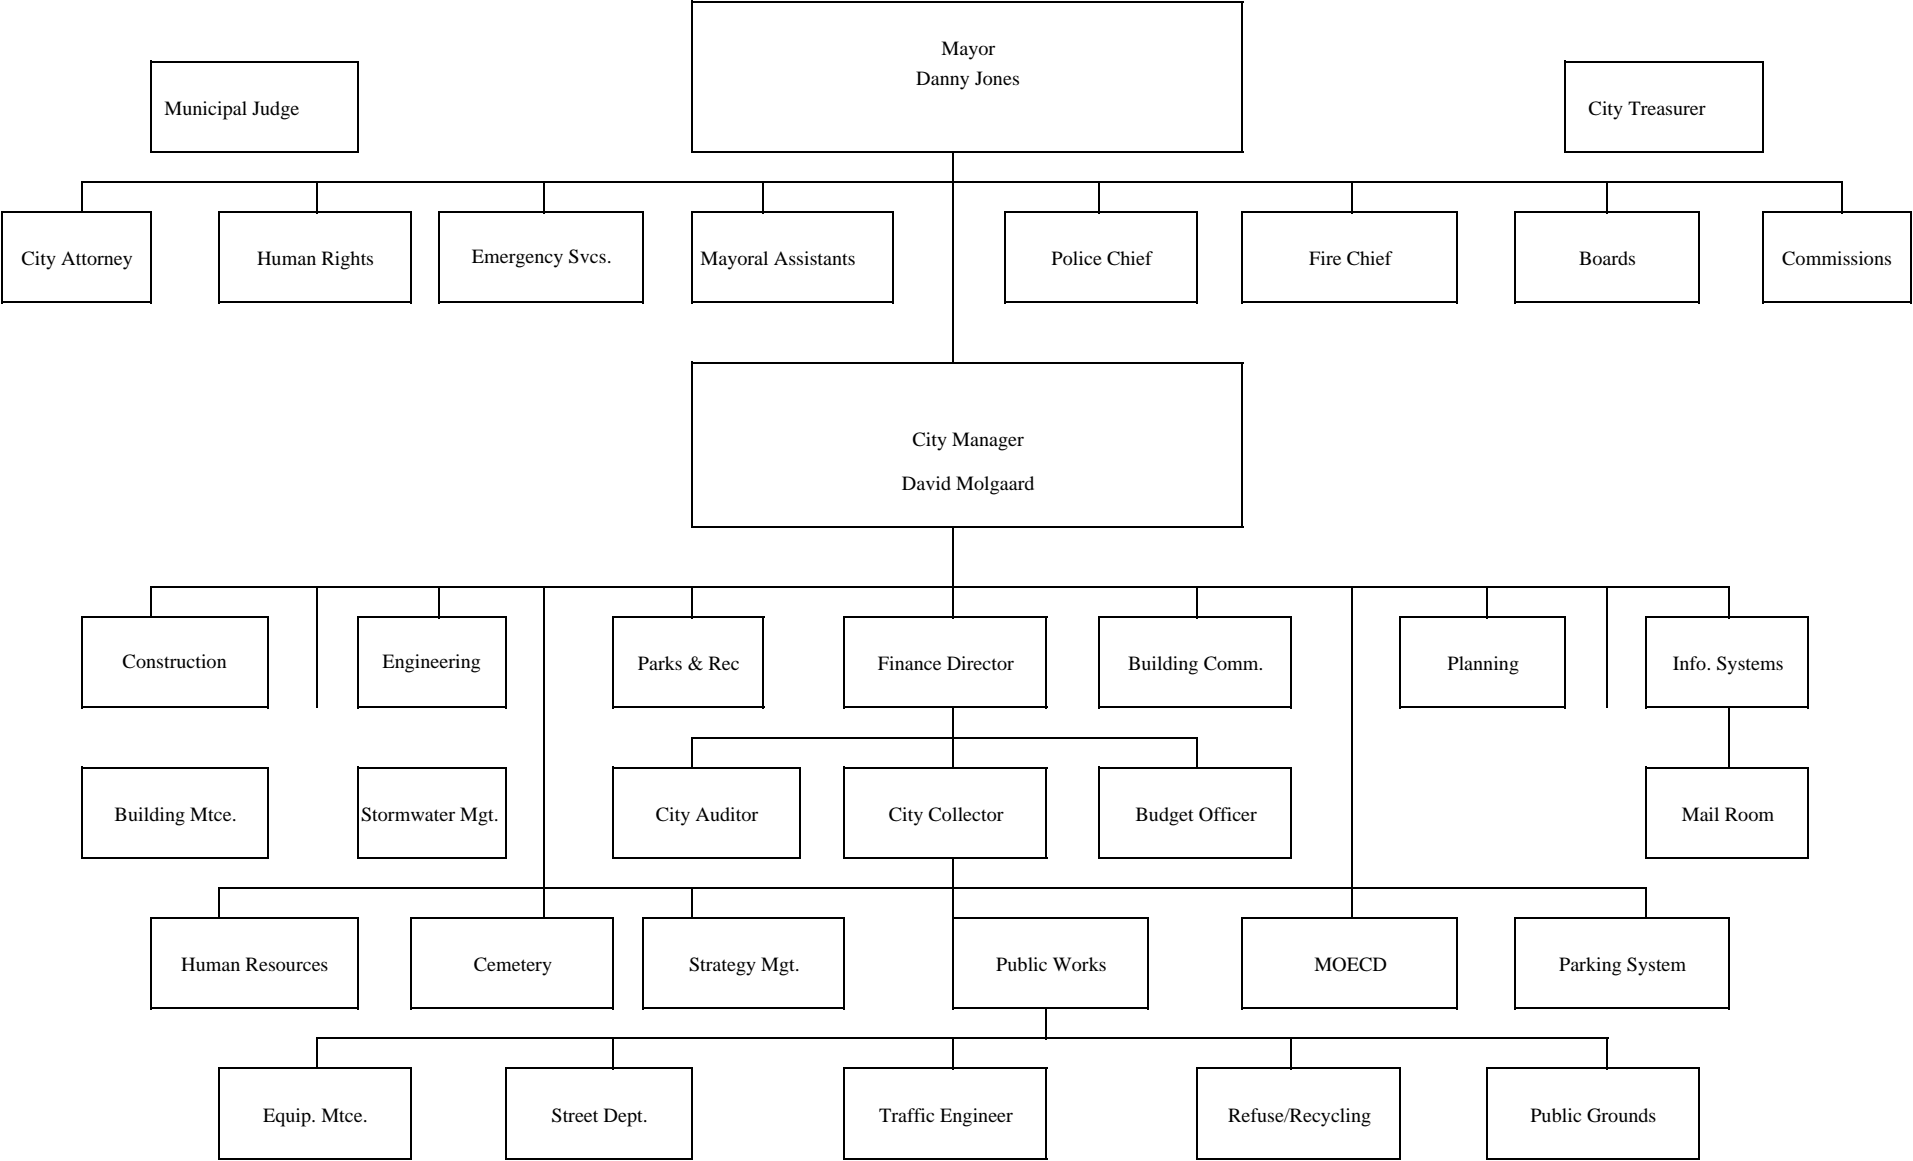 Mayor
Danny Jones
Municipal Judge
City Treasurer
City Attorney
Human Rights
Emergency Svcs.
Mayoral Assistants
Police Chief
Fire Chief
Boards
Commissions
City Manager
David Molgaard
Construction
Engineering
Parks & Rec
Finance Director
Building Comm.
Planning
Info. Systems
Building Mtce.
Stormwater Mgt.
City Auditor
City Collector
Budget Officer
Mail Room
Human Resources
Cemetery
Strategy Mgt.
Public Works
MOECD
Parking System
Equip. Mtce.
Street Dept.
Traffic Engineer
Refuse/Recycling
Public Grounds